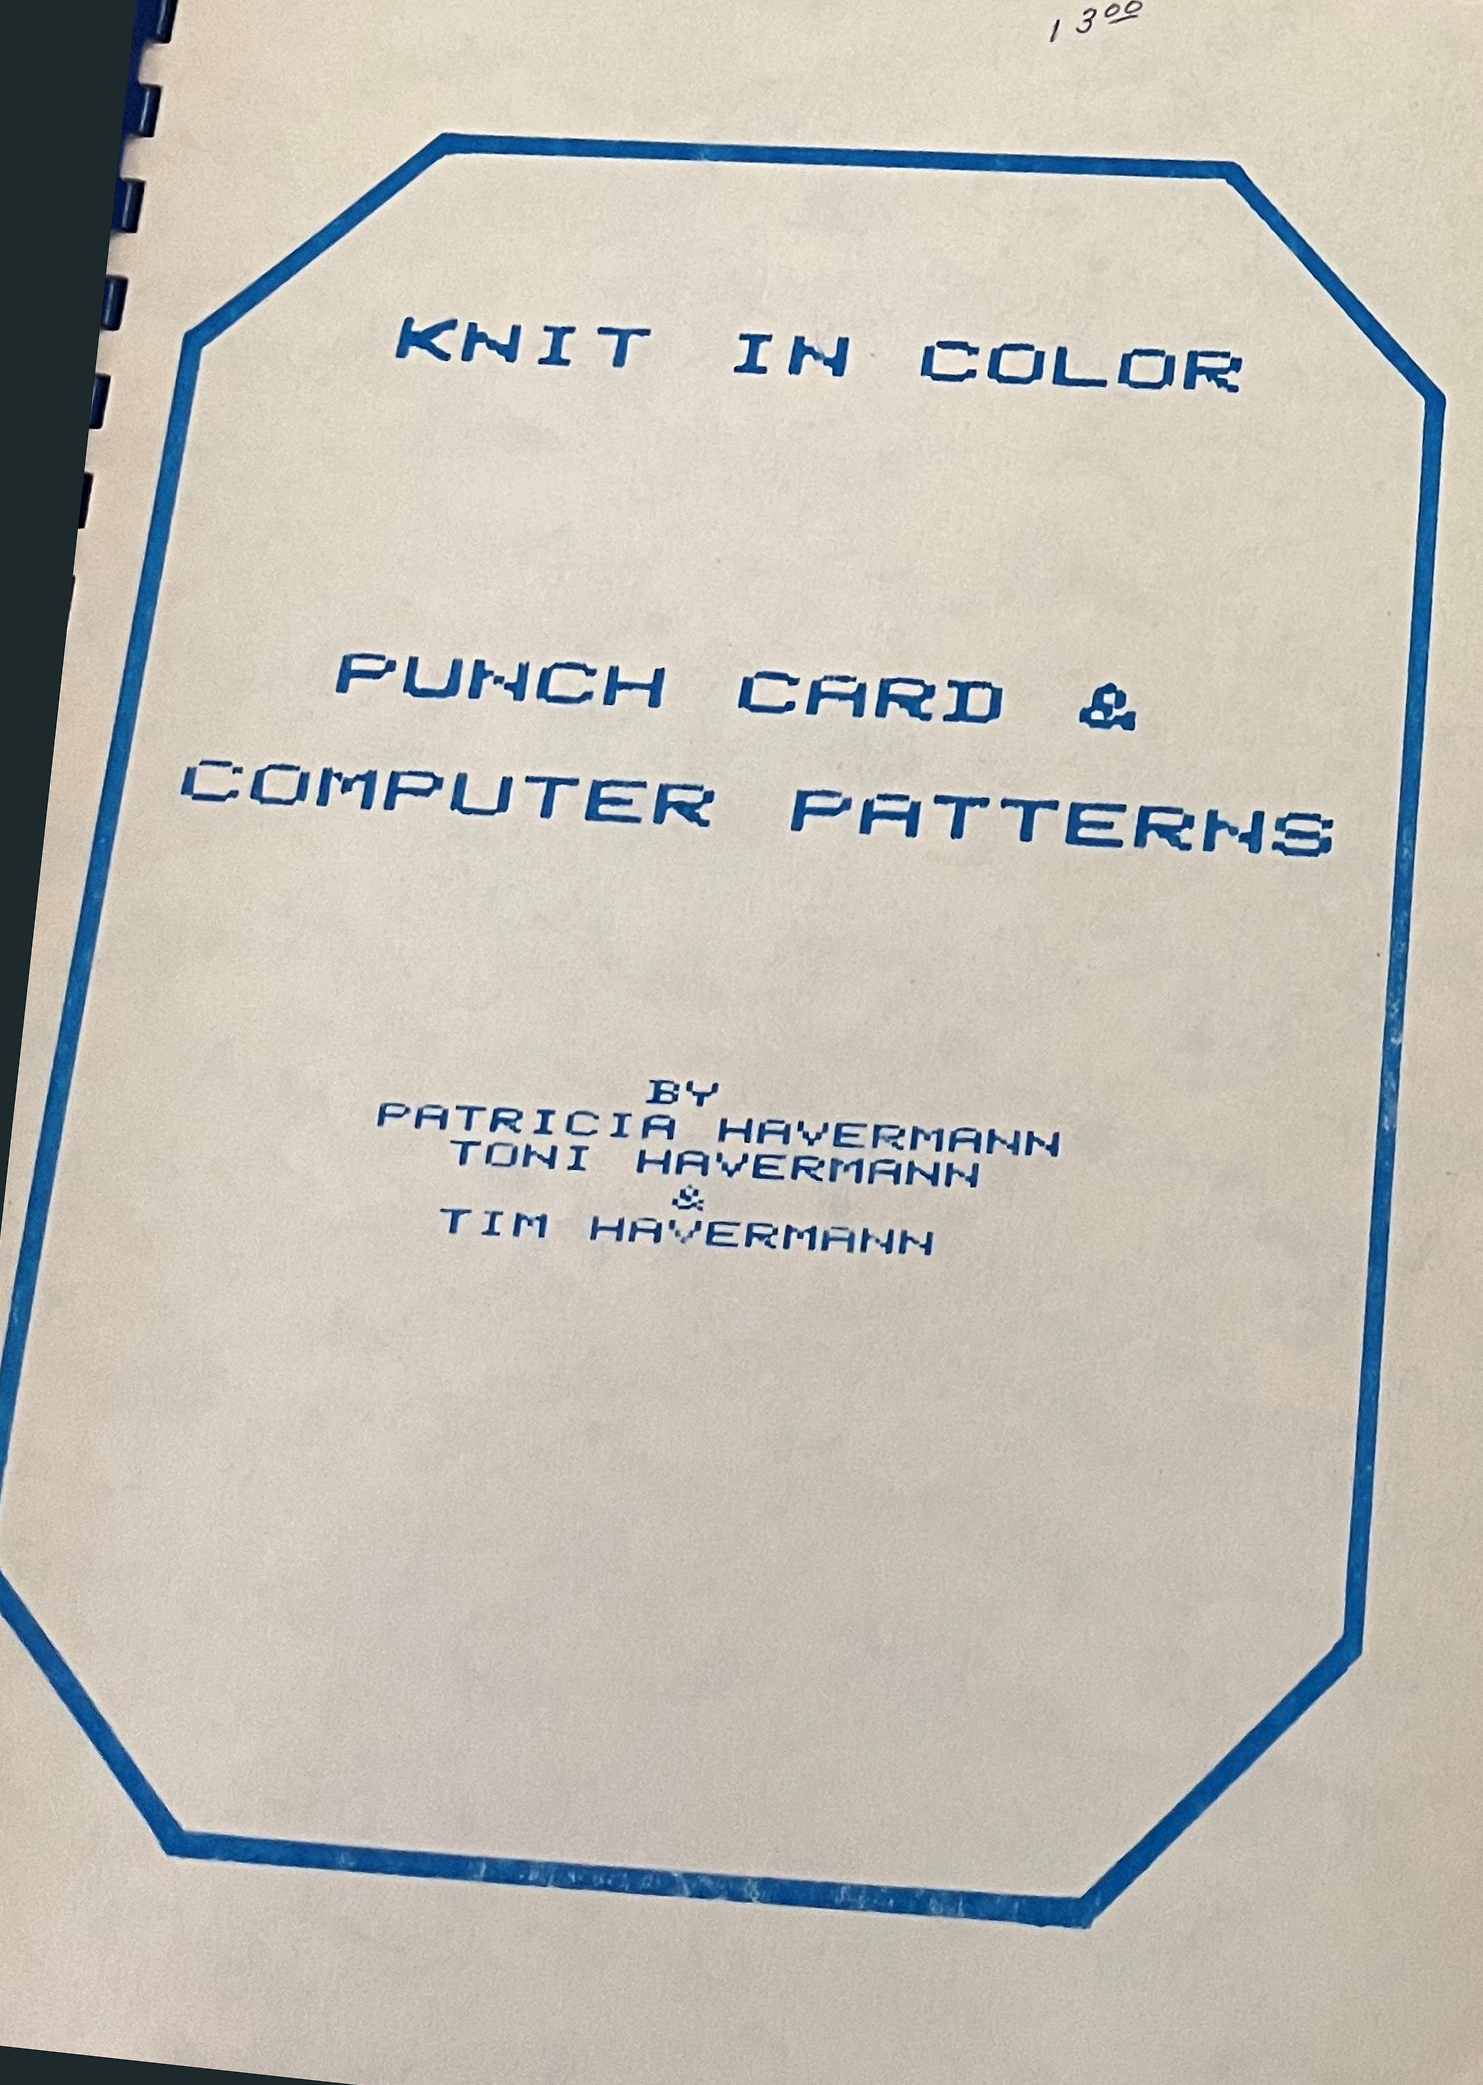 13⁰⁰
KNIT IN COLOR
PUNCH CARD &
COMPUTER PATTERNS
BY
PATRICIA HAVERMANN
TONI HAVERMANN
&
TIM HAVERMANN